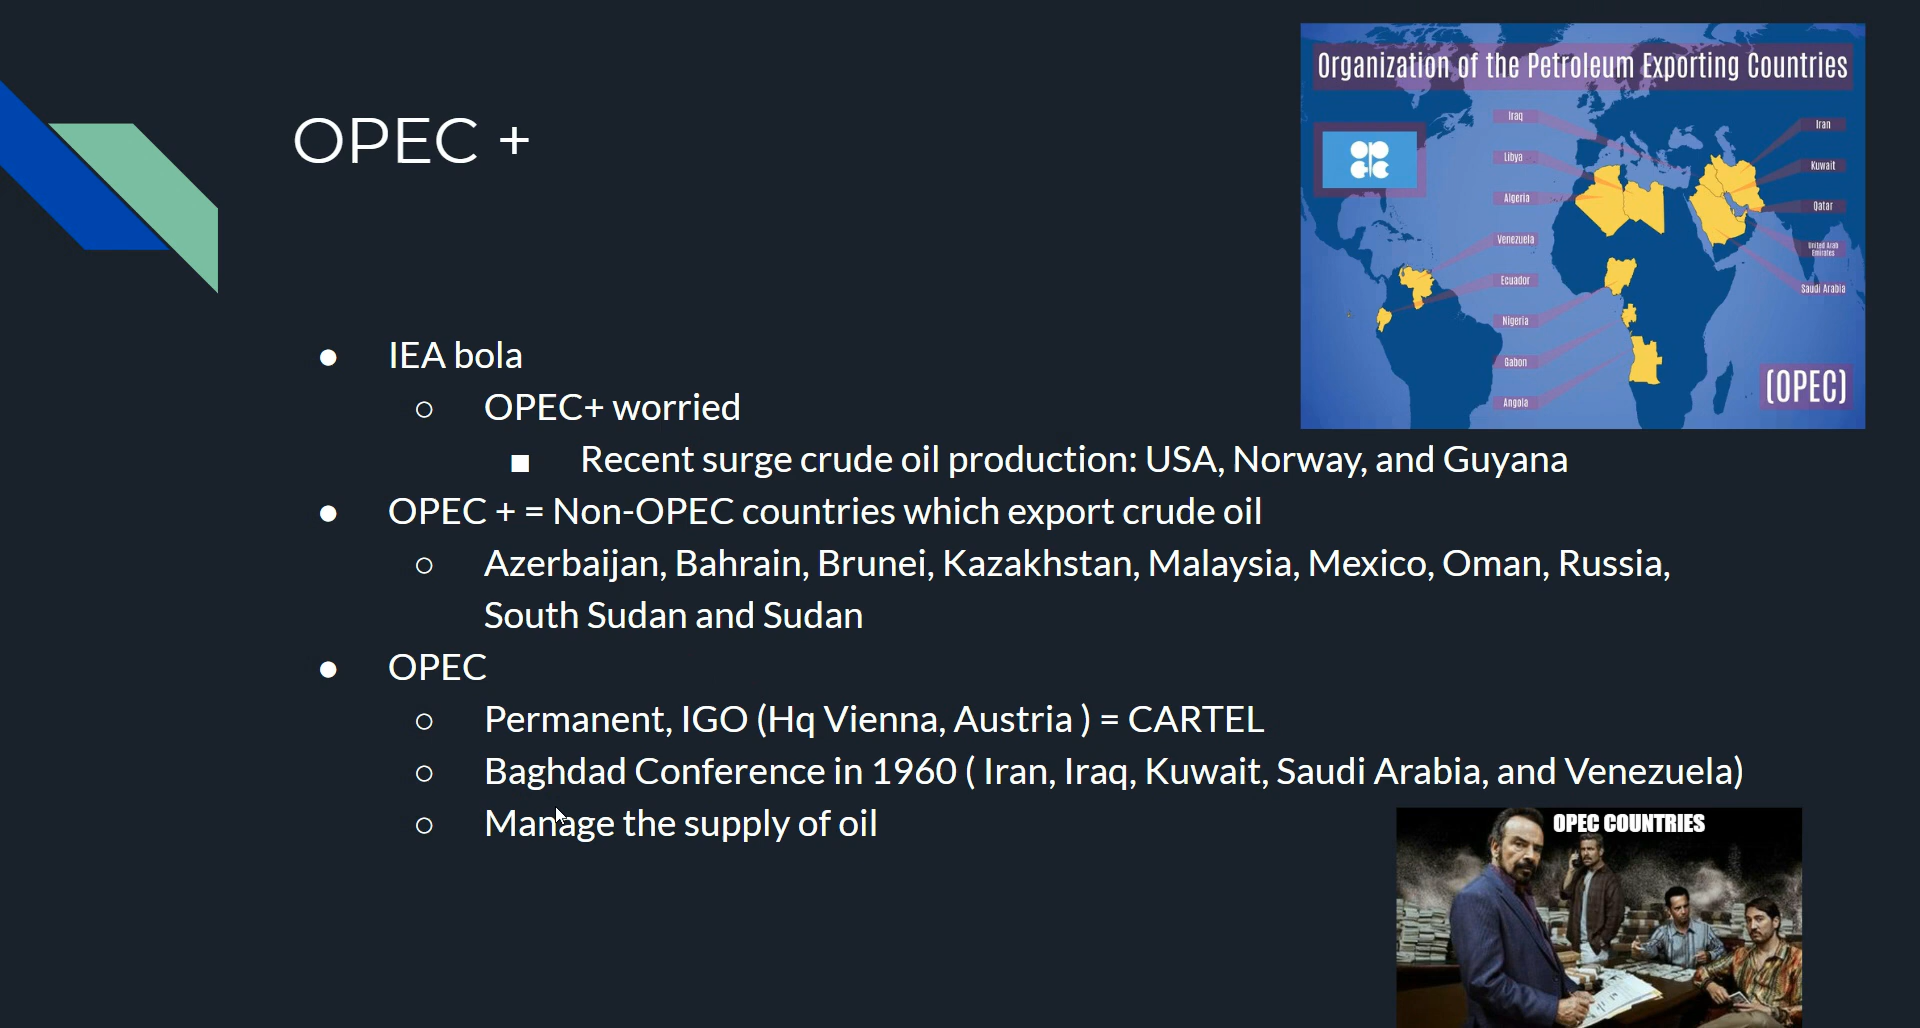 Organization of the Petroleum Exporting Countries
OPEC +
Iraq
Iran
Libya
Kuwait
Algeria
Qatar
Venezuela
United Arab
Emirates
Ecuador
Saudi Arabia
Nigeria
Gabon
Angola
(OPEC)
● IEA bola
○ OPEC+ worried
■ Recent surge crude oil production: USA, Norway, and Guyana
● OPEC + = Non-OPEC countries which export crude oil
○ Azerbaijan, Bahrain, Brunei, Kazakhstan, Malaysia, Mexico, Oman, Russia,
South Sudan and Sudan
● OPEC
○ Permanent, IGO (Hq Vienna, Austria ) = CARTEL
○ Baghdad Conference in 1960 ( Iran, Iraq, Kuwait, Saudi Arabia, and Venezuela)
○ Manage the supply of oil
OPEC COUNTRIES